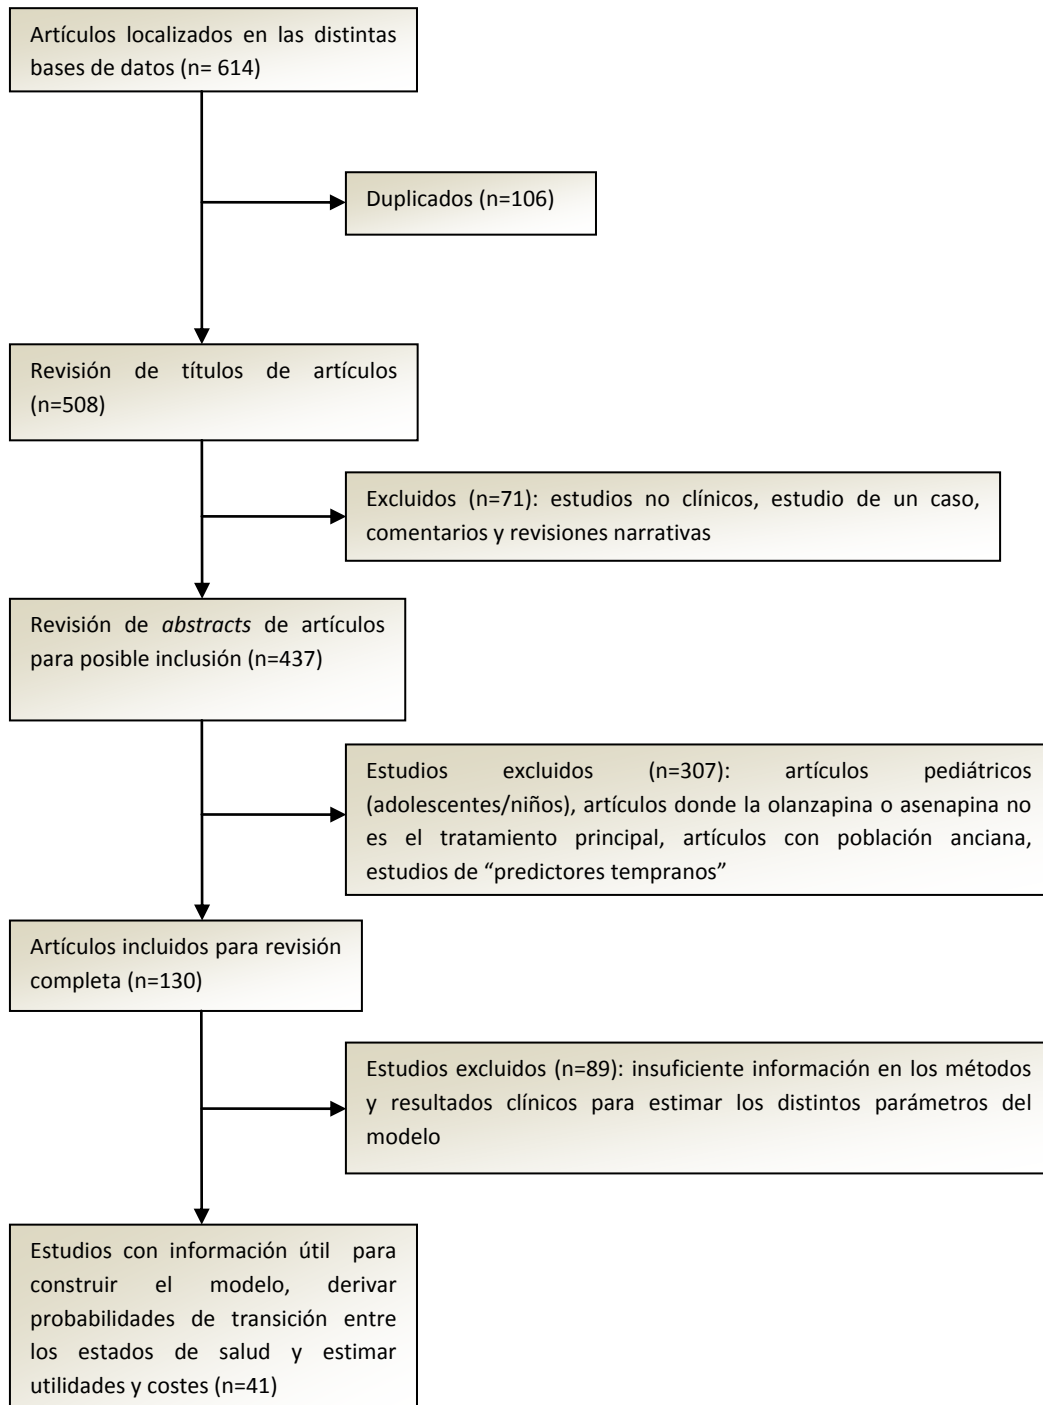 Artículos localizados en las distintas
bases de datos (n= 614)
Duplicados (n=106)
Revisión de títulos de artículos
(n=508)
Excluidos (n=71): estudios no clínicos, estudio de un caso,
comentarios y revisiones narrativas
Revisión de abstracts de artículos
para posible inclusión (n=437)
Estudios excluidos (n=307): artículos pediátricos
(adolescentes/niños), artículos donde la olanzapina o asenapina no
es el tratamiento principal, artículos con población anciana,
estudios de “predictores tempranos”
Artículos incluidos para revisión
completa (n=130)
Estudios excluidos (n=89): insuficiente información en los métodos
y resultados clínicos para estimar los distintos parámetros del
modelo
Estudios con información útil para
construir el modelo, derivar
probabilidades de transición entre
los estados de salud y estimar
utilidades y costes (n=41)